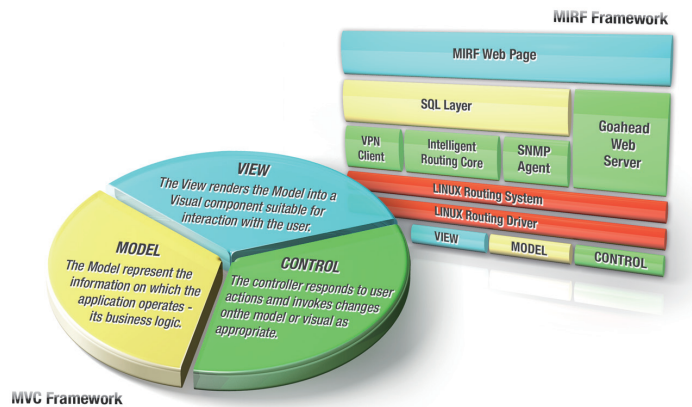 MIRF Framework
MIRF Web Page
SQL Layer
Goahead
Web
Server
VPN
Client
Intelligent
Routing Core
SNMP
Agent
LINUX Routing System
LINUX Routing Driver
VIEW
MODEL
CONTROL
VIEW
The View renders the Model into a
Visual component suitable for
interaction with the user.
MODEL
The Model represent the
information on which the
application operates -
its business logic.
CONTROL
The controller responds to user
actions amd invokes changes
onthe model or visual as
appropriate.
MVC Framework